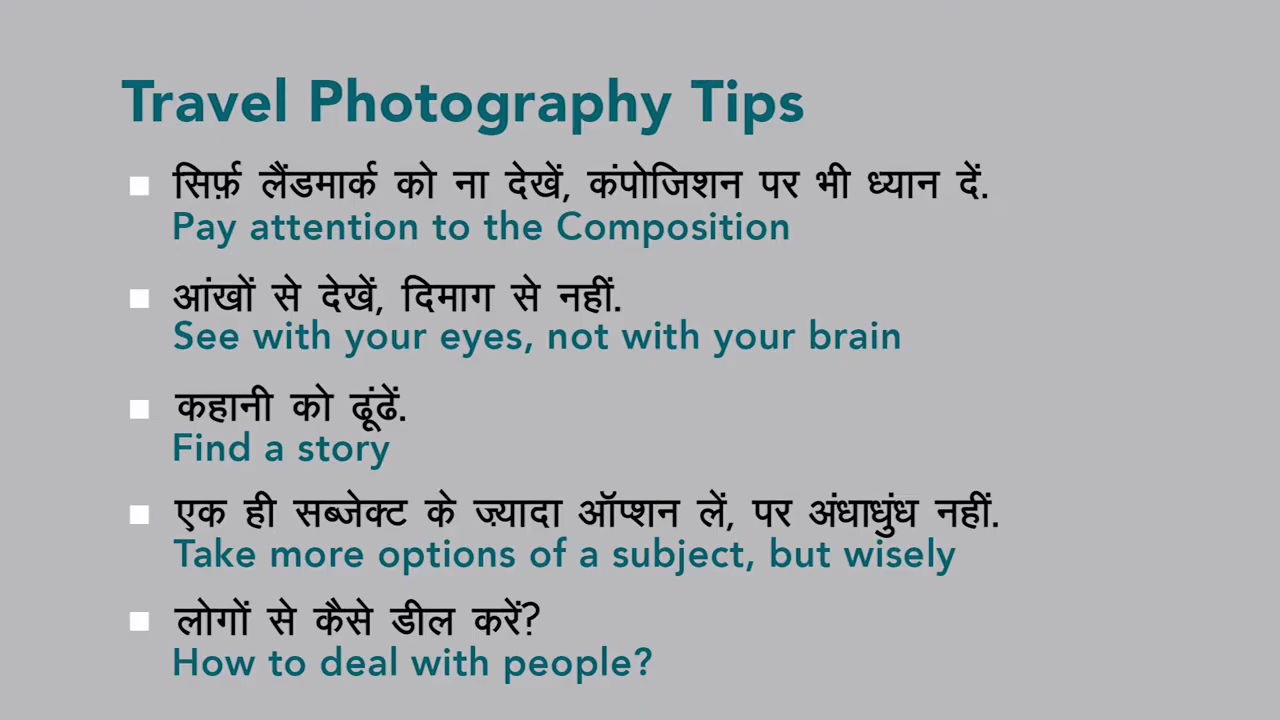 Travel Photography Tips
सिर्फ़ लैंडमार्क को ना देखें, कंपोजिशन पर भी ध्यान दें.
Pay attention to the Composition
आंखों से देखें, दिमाग से नहीं.
See with your eyes, not with your brain
कहानी को ढूंढें.
Find a story
एक ही सब्जेक्ट के ज़्यादा ऑप्शन लें, पर अंधाधुंध नहीं.
Take more options of a subject, but wisely
लोगों से कैसे डील करें?
How to deal with people?